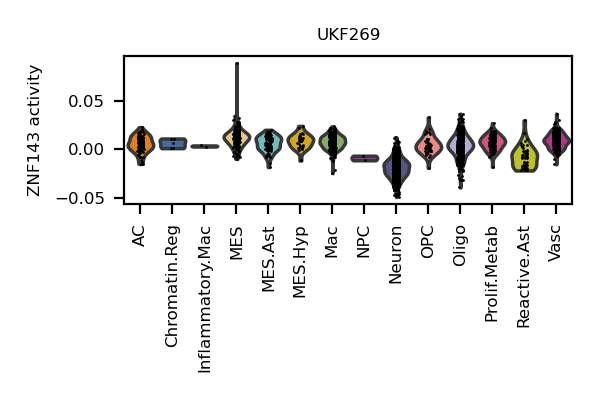 UKF269
ZNF143 activity
0.05
0.00
−0.05
AC
Chromatin.Reg
Inflammatory.Mac
MES
MES.Ast
MES.Hyp
Mac
NPC
Neuron
OPC
Oligo
Prolif.Metab
Reactive.Ast
Vasc